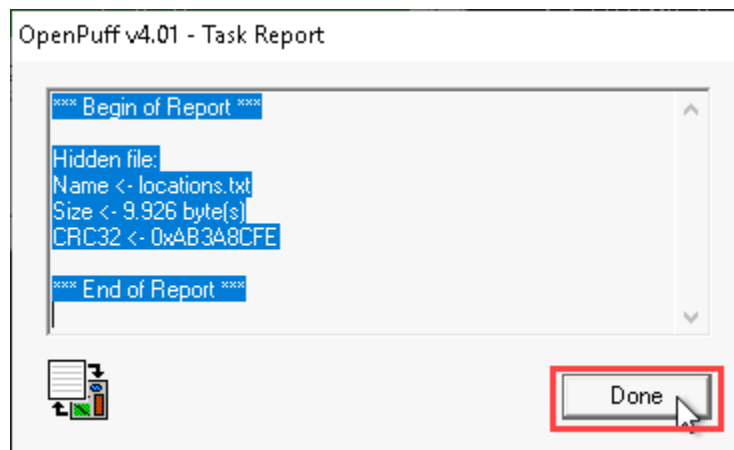 OpenPuff v4.01 - Task Report
*** Begin of Report ***
Hidden file:
Name <- locations.txt
Size <- 9.926 byte(s)
CRC32 <- 0xAB3A8CFE
*** End of Report ***
Done